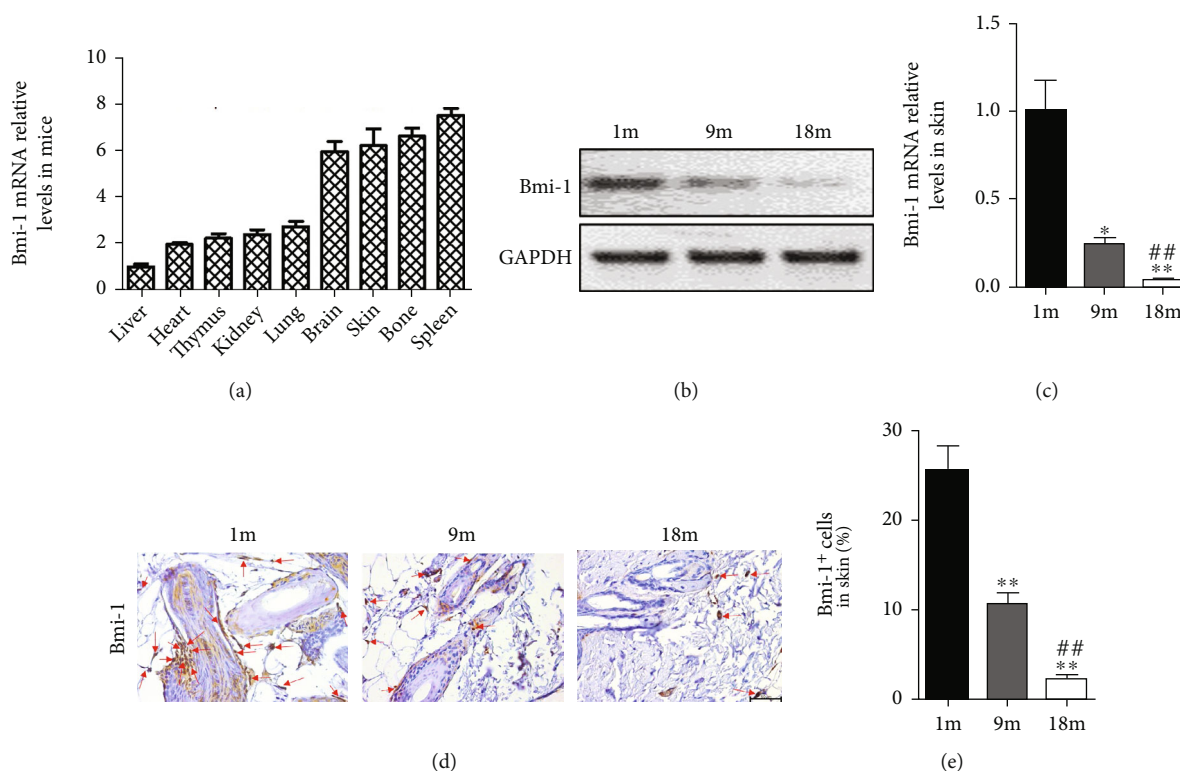 Bmi-1 mRNA relative
levels in mice
10
8
6
4
2
0
Liver
Heart
Thymus
Kidney
Lung
Brain
Skin
Bone
Spleen
(a)
1m 9m 18m
Bmi-1
GAPDH
(b)
Bmi-1 mRNA relative
levels in skin
1.5
1.0
0.5
0.0
*
##
**
1m 9m 18m
(c)
1m 9m 18m
Bmi-1
(d)
Bmi-1⁺ cells
in skin (%)
30
20
10
0
**
##
**
1m 9m 18m
(e)